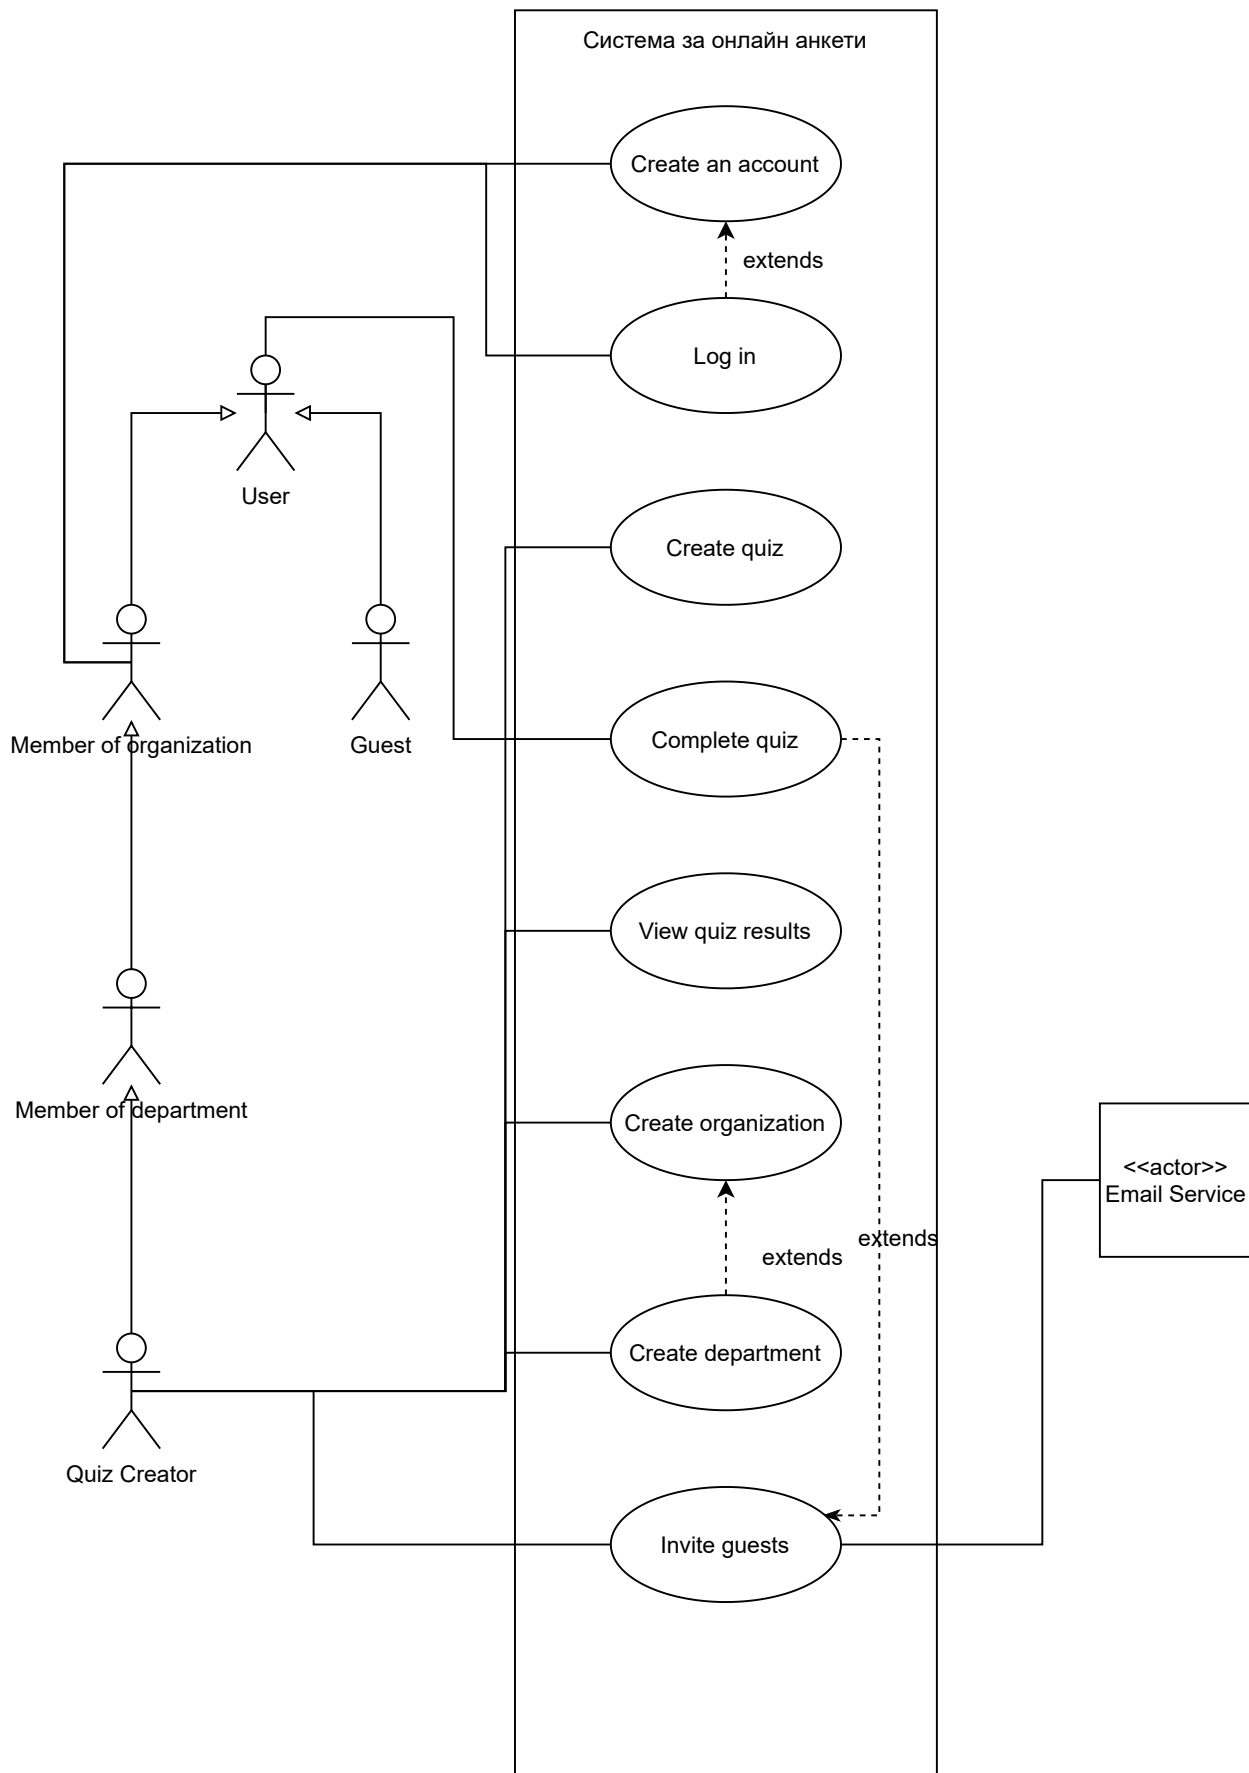 Система за онлайн анкети
Create an account
extends
Log in
User
Create quiz
Member of organization
Guest
Complete quiz
View quiz results
Member of department
Create organization
<<actor>>
Email Service
extends
extends
Create department
Quiz Creator
Invite guests